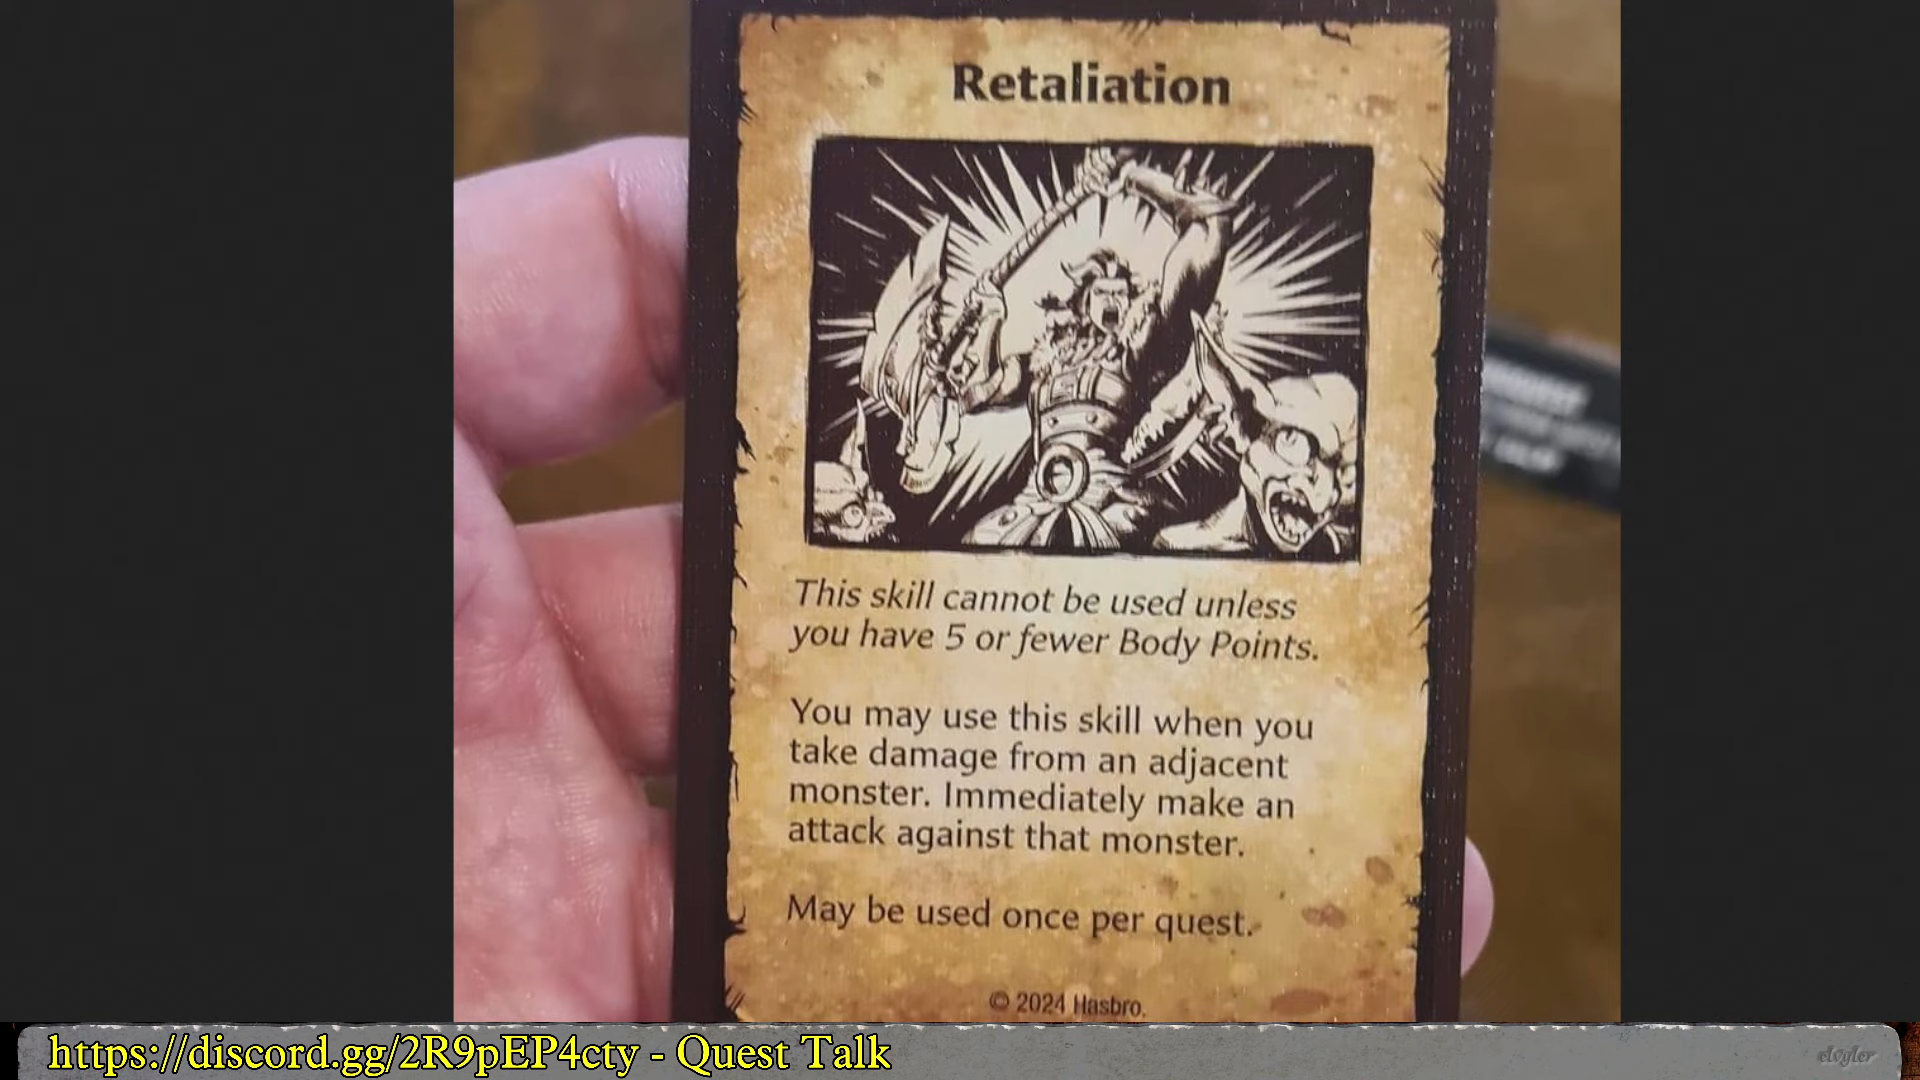 Retaliation
This skill cannot be used unless
you have 5 or fewer Body Points.
You may use this skill when you
take damage from an adjacent
monster. Immediately make an
attack against that monster.
May be used once per quest.
© 2024 Hasbro.
https://discord.gg/2R9pEP4cty - Quest Talk